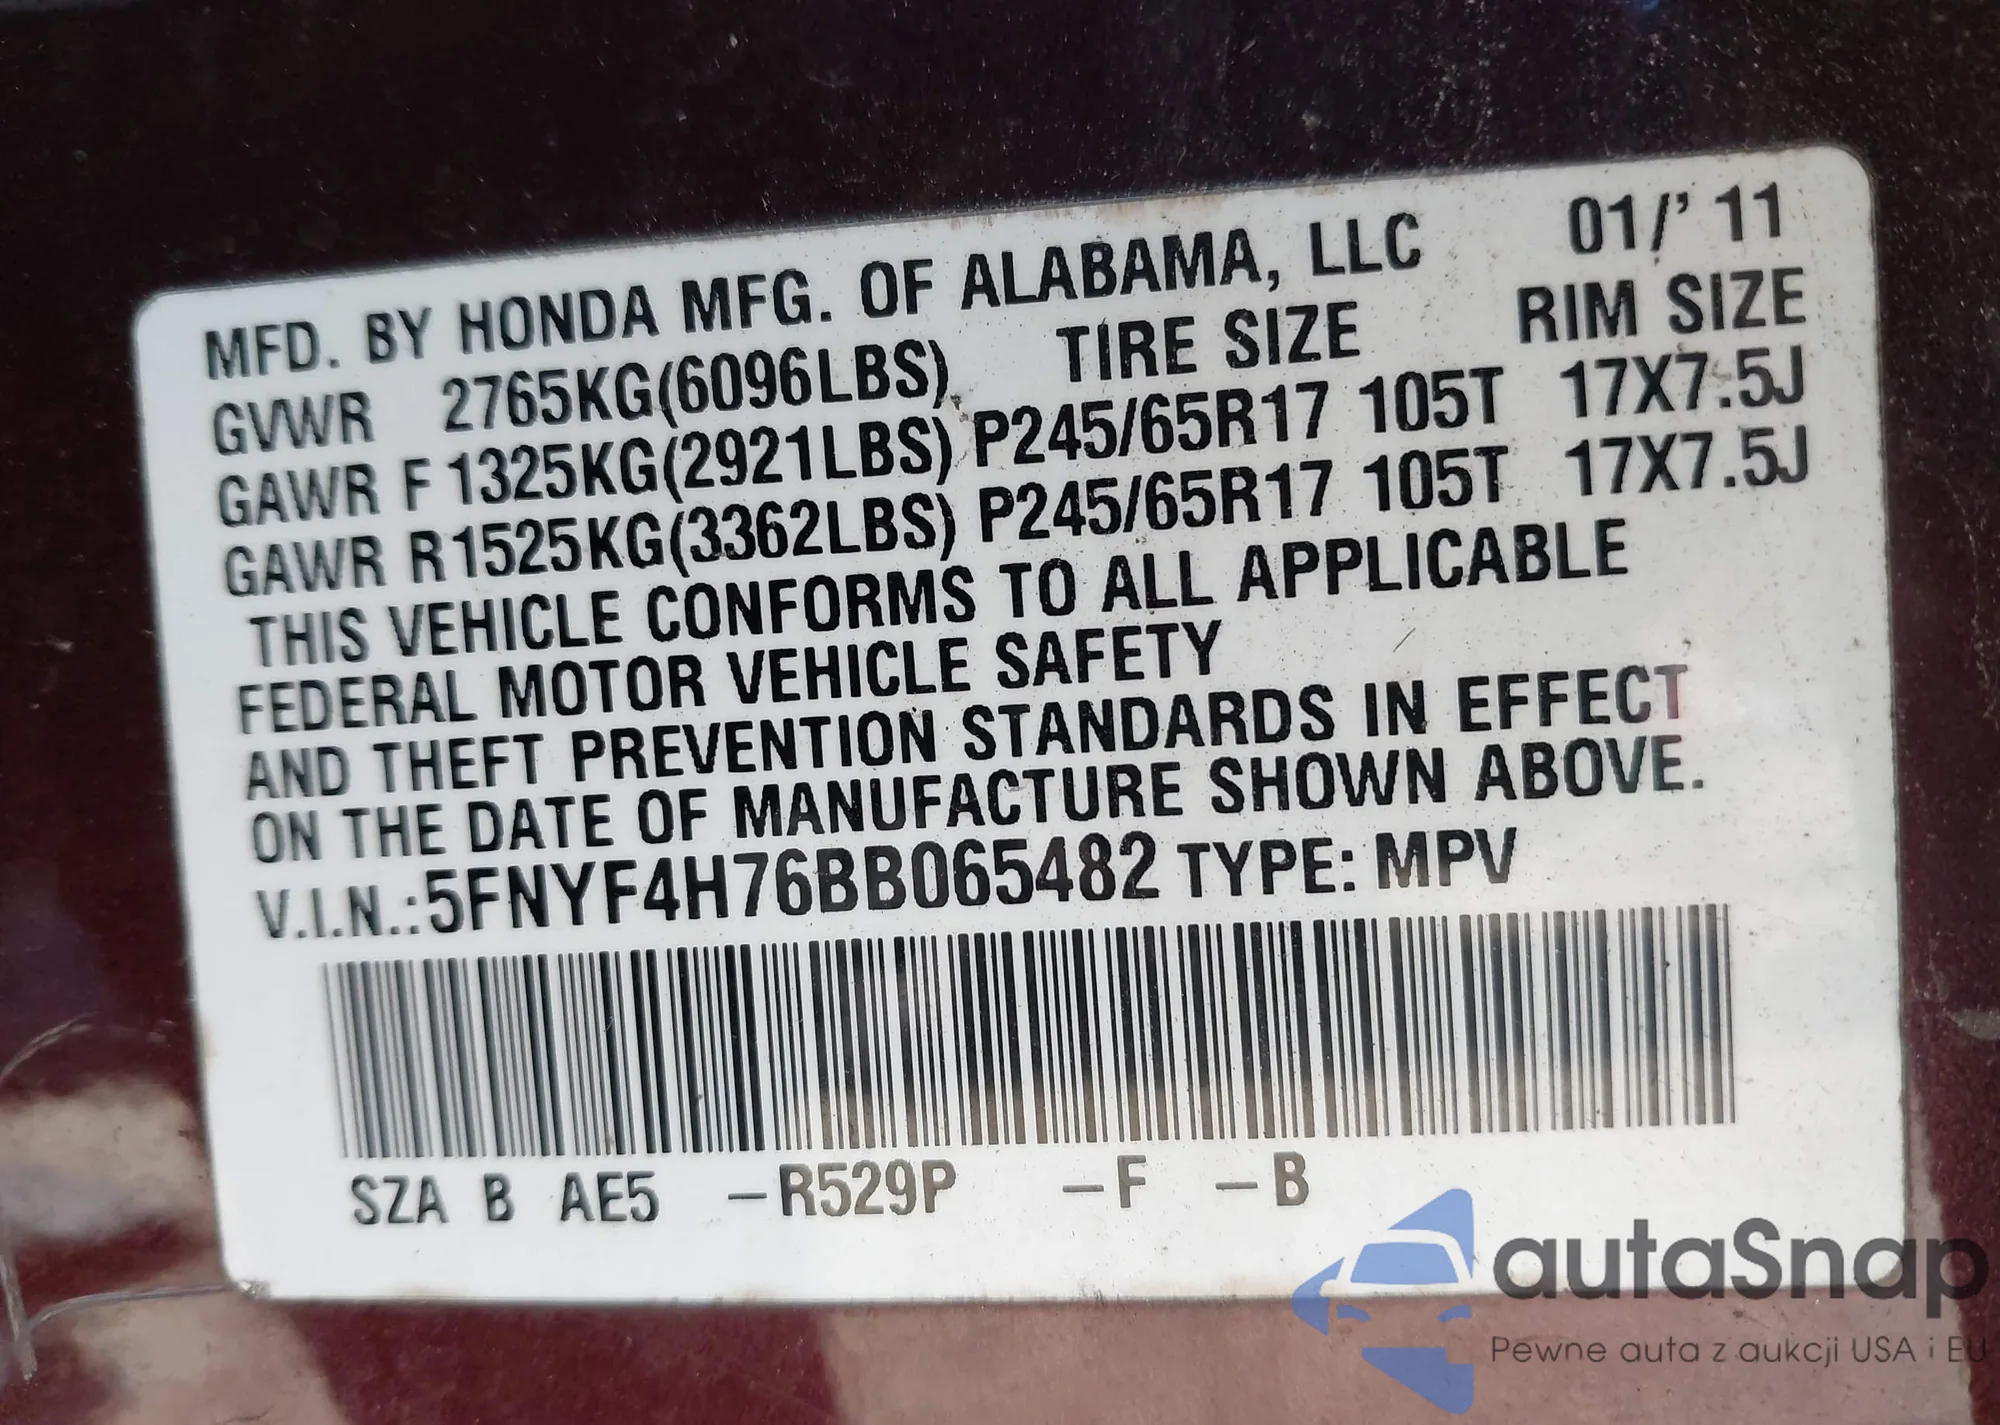 MFD. BY HONDA MFG. OF ALABAMA, LLC 01/'11
GVWR 2765KG(6096LBS) TIRE SIZE RIM SIZE
GAWR F 1325KG(2921LBS) P245/65R17 105T 17X7.5J
GAWR R1525KG(3362LBS) P245/65R17 105T 17X7.5J
THIS VEHICLE CONFORMS TO ALL APPLICABLE
FEDERAL MOTOR VEHICLE SAFETY
AND THEFT PREVENTION STANDARDS IN EFFECT
ON THE DATE OF MANUFACTURE SHOWN ABOVE.
V.I.N.:5FNYF4H76BB065482 TYPE: MPV
SZA B AE5 -R529P -F -B
autaSnap
Pewne auta z aukcji USA i EU